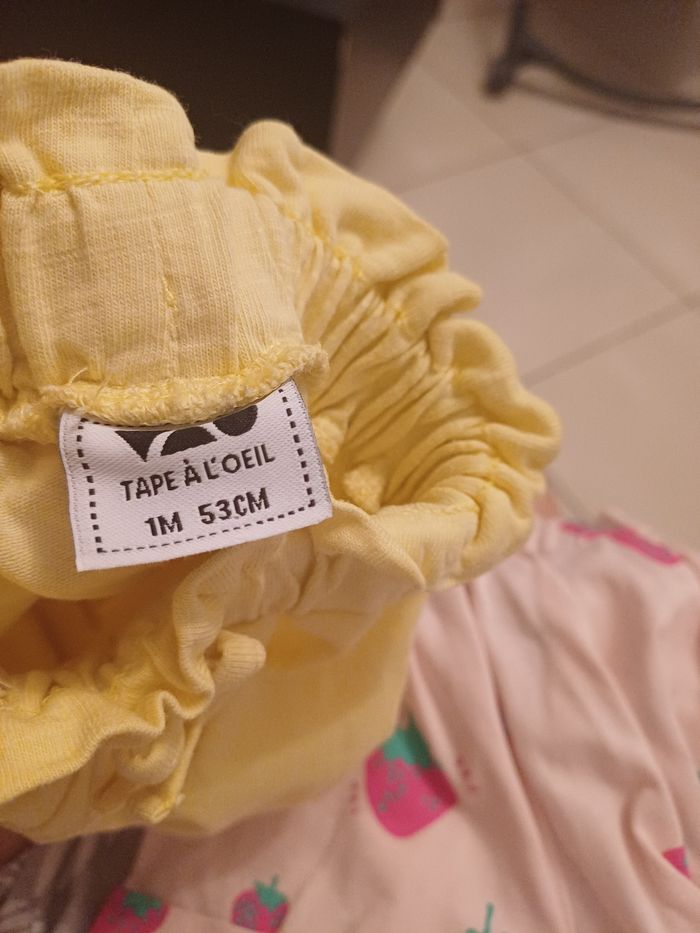 TAPE À L'OEIL
1M 53CM